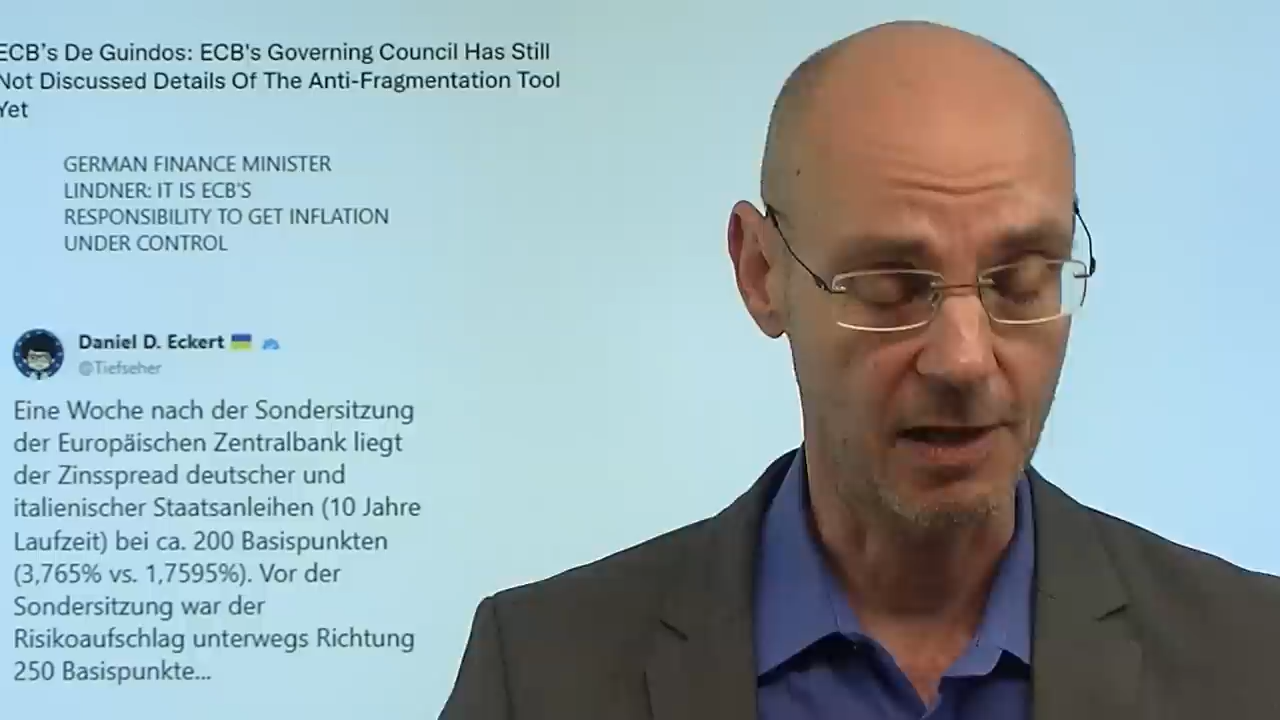 ECB's De Guindos: ECB's Governing Council Has Still
Not Discussed Details Of The Anti-Fragmentation Tool
Yet
GERMAN FINANCE MINISTER
LINDNER: IT IS ECB'S
RESPONSIBILITY TO GET INFLATION
UNDER CONTROL
Daniel D. Eckert
@Tiefseher
Eine Woche nach der Sondersitzung
der Europäischen Zentralbank liegt
der Zinsspread deutscher und
italienischer Staatsanleihen (10 Jahre
Laufzeit) bei ca. 200 Basispunkten
(3,765% vs. 1,7595%). Vor der
Sondersitzung war der
Risikoaufschlag unterwegs Richtung
250 Basispunkte...